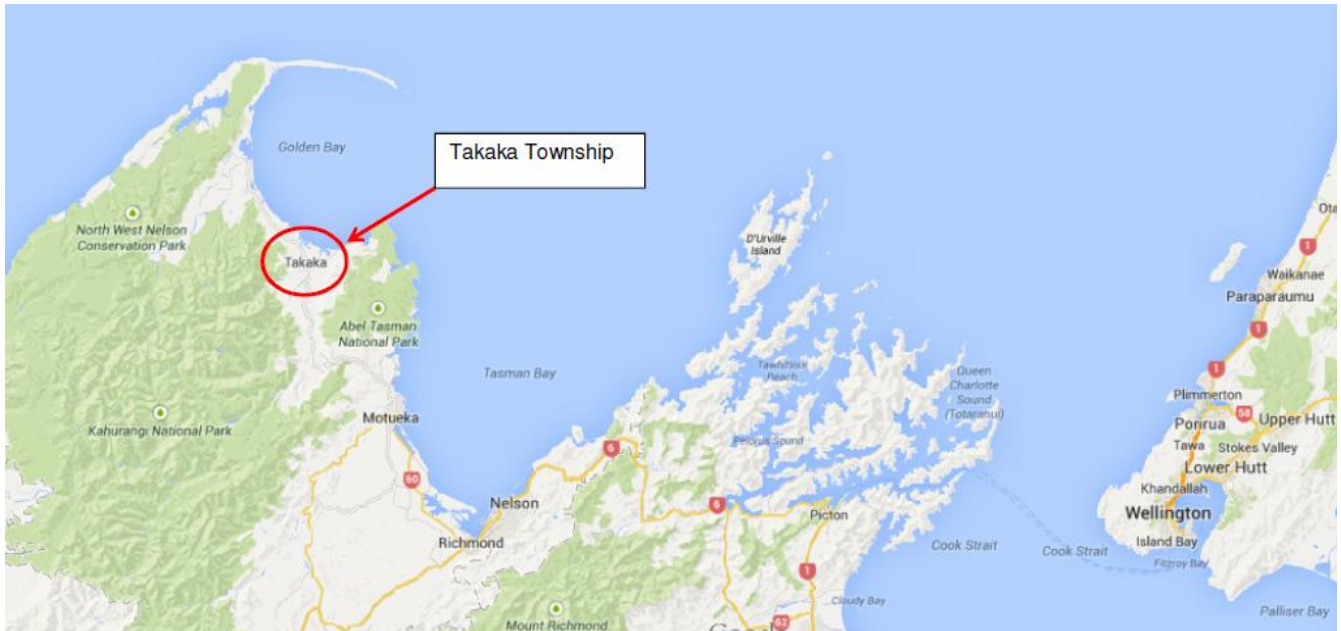 Takaka Township
Golden Bay
North West Nelson
Conservation Park
Takaka
D'Urville
Island
Abel Tasman
National Park
Tasman Bay
Motueka
Kahurangi National Park
60
Nelson
Richmond
6
6
Pelorus Sound
Queen
Charlotte
Sound
(Totaranui)
Picton
1
Cloudy Bay
62
Mount Richmond
Cook Strait
Cook Strait
1
Waikanae
Paraparaumu
1
1
Plimmerton
58
Porirua
Upper Hutt
Tawa
Stokes Valley
Lower Hutt
Khandallah
Wellington
Island Bay
Fitzroy Bay
Palliser Bay